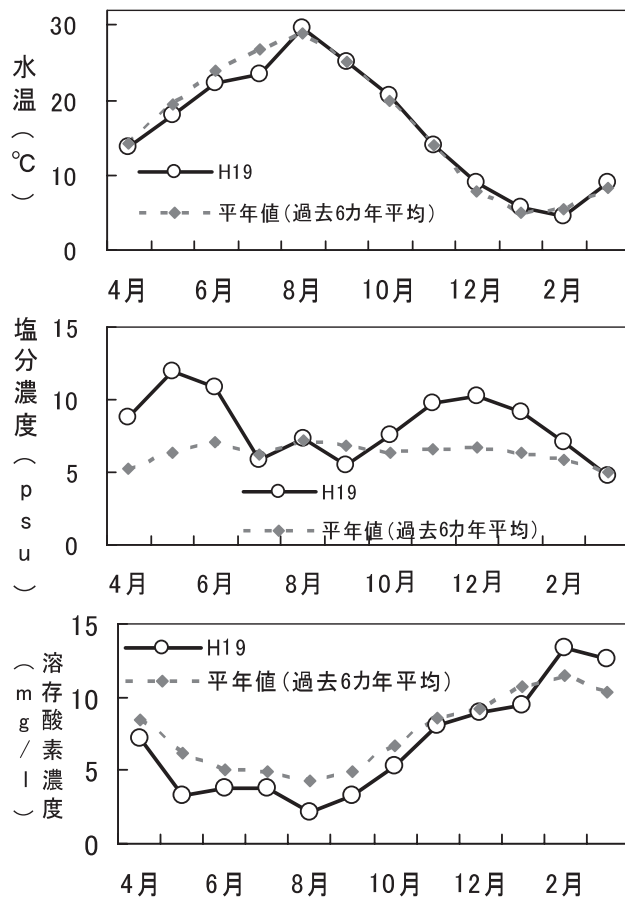 水温(℃)
30
20
10
0
H19
平年値(過去6カ年平均)
4月 6月 8月 10月 12月 2月
塩分濃度(psu)
15
10
5
0
H19
平年値(過去6カ年平均)
4月 6月 8月 10月 12月 2月
溶存酸素濃度
(mg/l)
15
10
5
0
H19
平年値(過去6カ年平均)
4月 6月 8月 10月 12月 2月